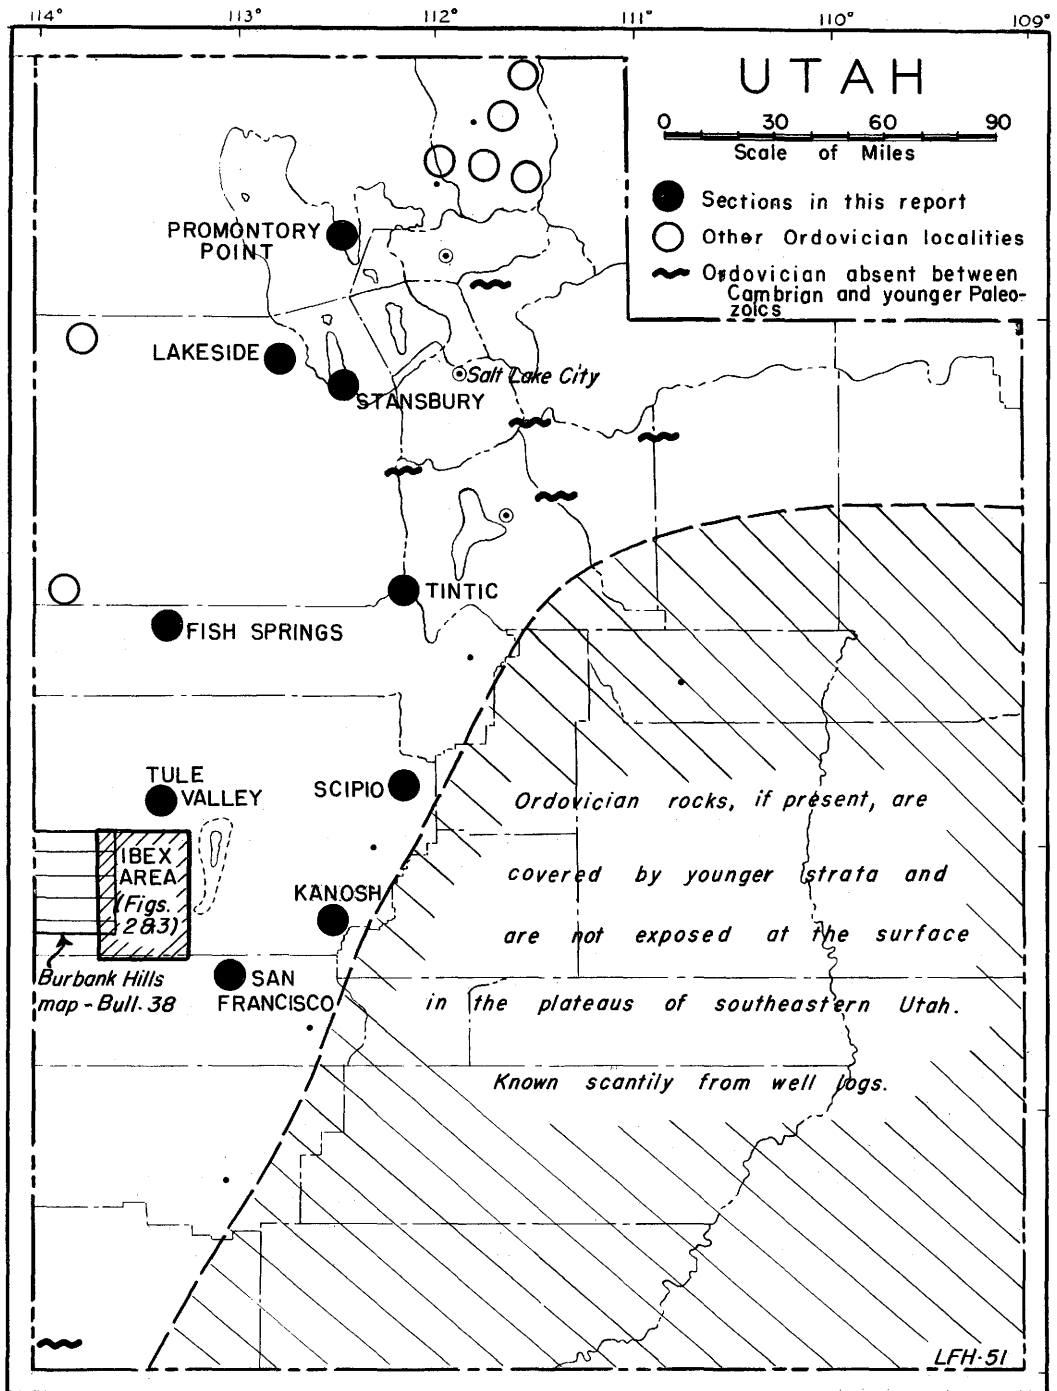 114° 113° 112° 111° 110° 109°
UTAH
0 30 60 90
Scale of Miles
Sections in this report
Other Ordovician localities
Ordovician absent between
Cambrian and younger Paleo-
zoics
PROMONTORY
POINT
LAKESIDE
Salt Lake City
STANSBURY
TINTIC
FISH SPRINGS
TULE
VALLEY
SCIPIO
IBEX
AREA
(Figs.
2&3)
KANOSH
Burbank Hills
map - Bull. 38
SAN
FRANCISCO
Ordovician rocks, if present, are
covered by younger strata and
are not exposed at the surface
in the plateaus of southeastern Utah.
Known scantily from well logs.
LFH-51